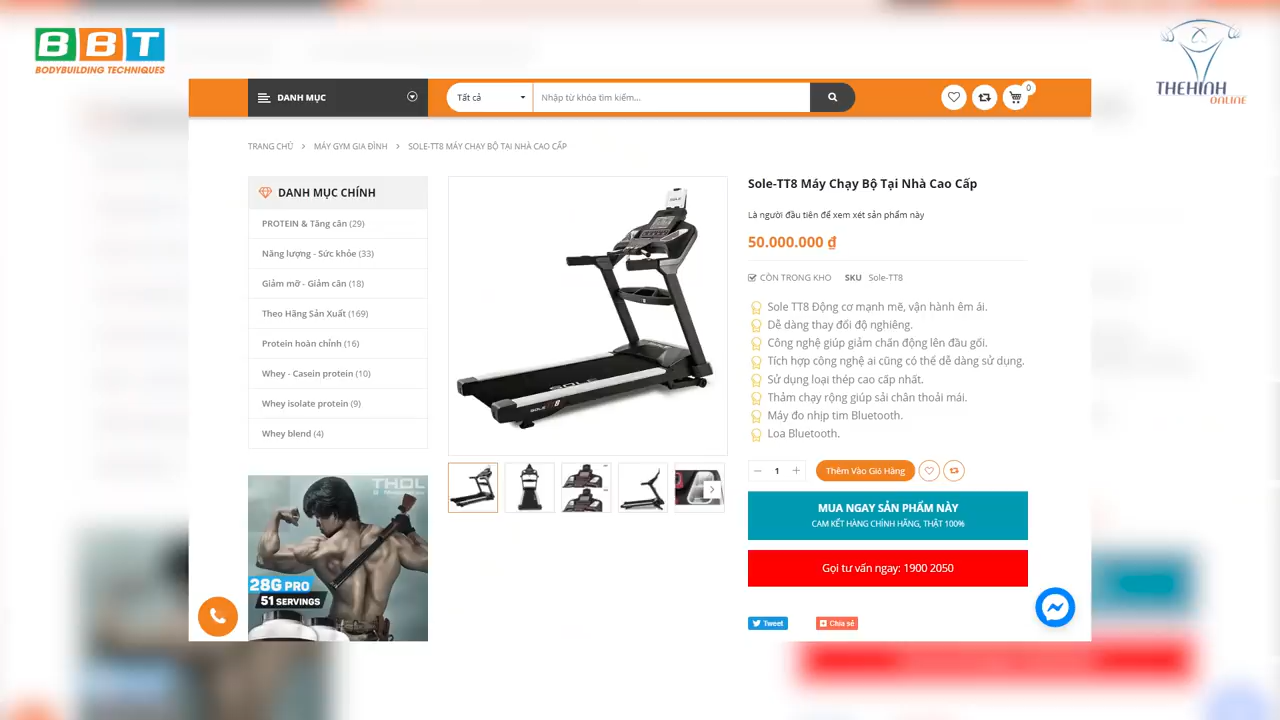 BBT
BODYBUILDING TECHNIQUES
THEHINH
ONLINE
DANH MỤC
Tất cả
Nhập từ khóa tìm kiếm...
0
TRANG CHỦ > MÁY GYM GIA ĐÌNH > SOLE-TT8 MÁY CHẠY BỘ TẠI NHÀ CAO CẤP
DANH MỤC CHÍNH
PROTEIN & Tăng cân (29)
Năng lượng - Sức khỏe (33)
Giảm mỡ - Giảm cân (18)
Theo Hãng Sản Xuất (169)
Protein hoàn chỉnh (16)
Whey - Casein protein (10)
Whey isolate protein (9)
Whey blend (4)
THOL
28G PRO
51 SERVINGS
SOLE
SOLE
Sole-TT8 Máy Chạy Bộ Tại Nhà Cao Cấp
Là người đầu tiên để xem xét sản phẩm này
50.000.000 ₫
CÒN TRONG KHO SKU Sole-TT8
Sole TT8 Động cơ mạnh mẽ, vận hành êm ái.
Dễ dàng thay đổi độ nghiêng.
Công nghệ giúp giảm chấn động lên đầu gối.
Tích hợp công nghệ ai cũng có thể dễ dàng sử dụng.
Sử dụng loại thép cao cấp nhất.
Thảm chạy rộng giúp sải chân thoải mái.
Máy đo nhịp tim Bluetooth.
Loa Bluetooth.
1
Thêm Vào Giỏ Hàng
MUA NGAY SẢN PHẨM NÀY
CAM KẾT HÀNG CHÍNH HÃNG, THẬT 100%
Gọi tư vấn ngay: 1900 2050
Tweet
Chia sẻ